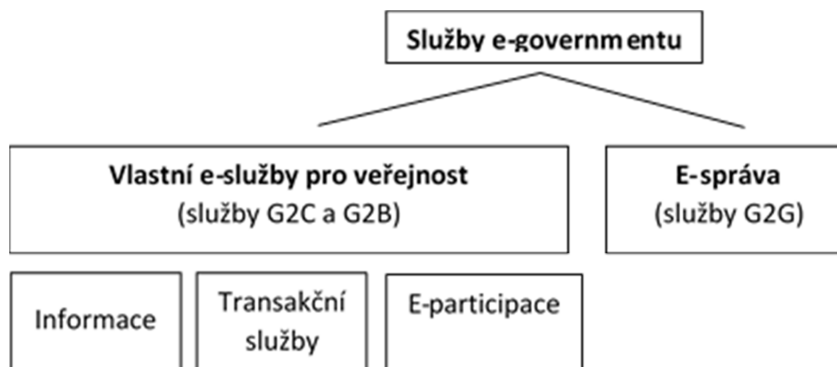 Služby e-governmentu
Vlastní e-služby pro veřejnost
(služby G2C a G2B)
E-správa
(služby G2G)
Informace
Transakční
služby
E-participace